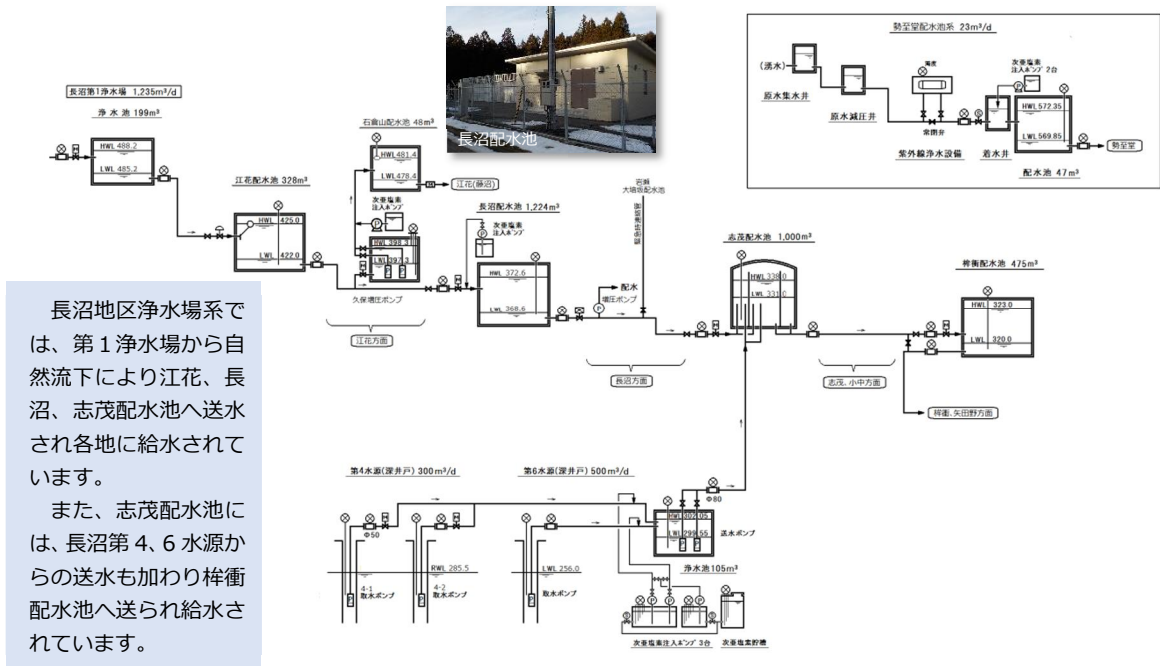 長沼配水池
勢至堂配水池系 23m³/d
(湧水)
原水集水井
原水減圧井
濁度
常閉弁
紫外線浄水設備
次亜塩素
注入ポンプ 2台
着水井
HWL 572.35
LWL 569.85
配水池 47m³
勢至堂
長沼第1浄水場 1,235m³/d
浄水池 199m³
HWL 488.2
LWL 485.2
江花配水池 328m³
HWL 425.0
LWL 422.0
石倉山配水池 48m³
HWL 481.4
LWL 478.4
江花(藤沼)
次亜塩素
注入ポンプ
HWL 398.3
LWL 397.3
久保増圧ポンプ
江花方面
長沼配水池 1,224m³
次亜塩素
注入ポンプ
HWL 372.6
LWL 368.6
配水
増圧ポンプ
長沼方面
岩瀬
大塚坂配水池
志茂配水池 1,000m³
HWL 338.0
LWL 331.0
志茂、小中方面
桙衝配水池 475m³
HWL 323.0
LWL 320.0
桙衝、矢田野方面
長沼地区浄水場系で
は、第1浄水場から自
然流下により江花、長
沼、志茂配水池へ送水
され各地に給水されて
います。
また、志茂配水池に
は、長沼第4、6水源か
らの送水も加わり桙衝
配水池へ送られ給水さ
れています。
第4水源(深井戸) 300m³/d
Φ50
RWL 285.5
4-1
取水ポンプ
4-2
取水ポンプ
第6水源(深井戸) 500m³/d
LWL 256.0
取水ポンプ
Φ80
HWL 302.05
LWL 299.55
送水ポンプ
浄水池 105m³
次亜塩素注入ポンプ 3台
次亜塩素貯槽